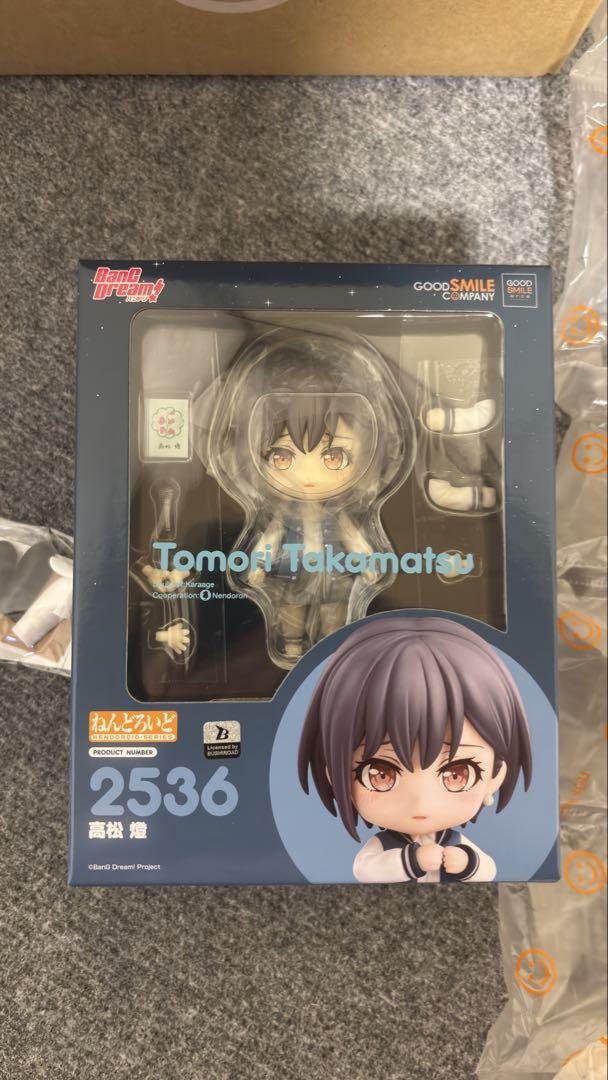 BanG Dream!
バンドリ!
GOOD SMILE COMPANY
GOOD SMILE
高松 燈
Tomori Takamatsu
Karaage
Cooperation: Nendoron
ねんどろいど
NENDOROID-SERIES
PRODUCT NUMBER
Licensed by
BUSHIROAD
2536
高松 燈
©BanG Dream! Project